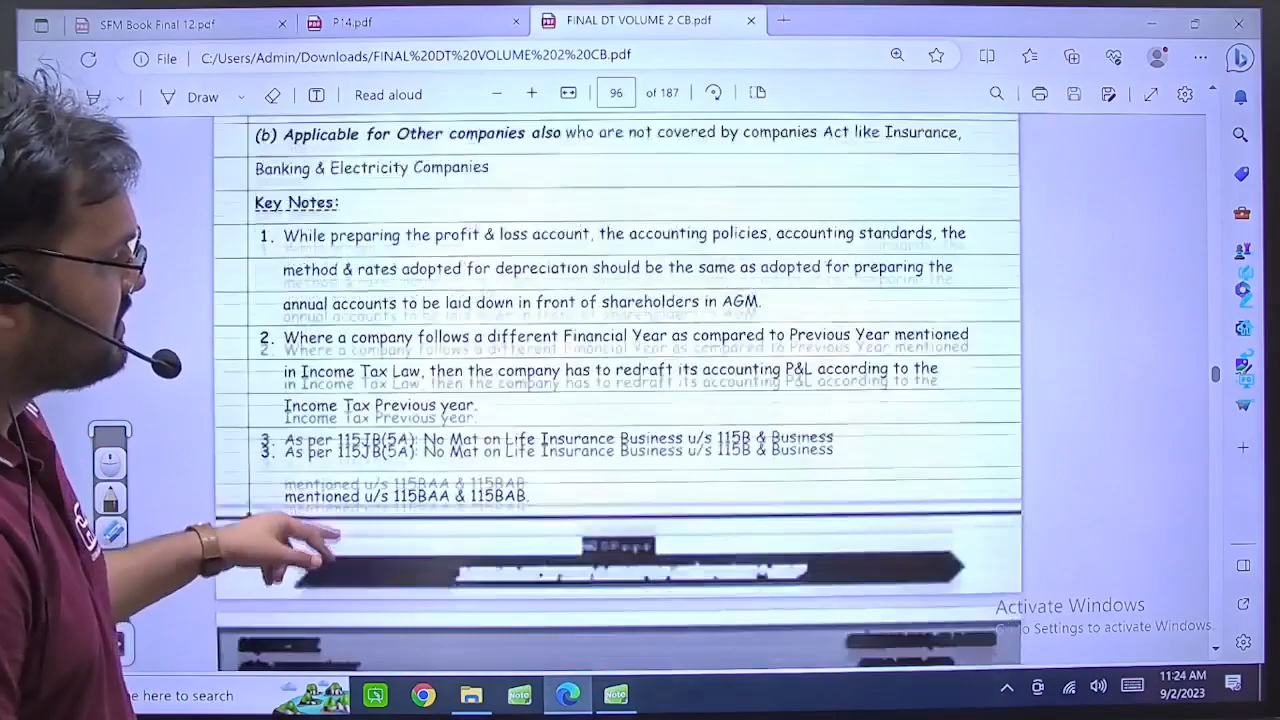 SFM Book Final 12.pdf
P14.pdf
FINAL DT VOLUME 2 CB.pdf
File C:/Users/Admin/Downloads/FINAL%20DT%20VOLUME%202%20CB.pdf
Draw
Read aloud
96 of 187
(b) Applicable for Other companies also who are not covered by companies Act like Insurance,
Banking & Electricity Companies
Key Notes:
1. While preparing the profit & loss account, the accounting policies, accounting standards, the
method & rates adopted for depreciation should be the same as adopted for preparing the
annual accounts to be laid down in front of shareholders in AGM.
2. Where a company follows a different Financial Year as compared to Previous Year mentioned
in Income Tax Law, then the company has to redraft its accounting P&L according to the
Income Tax Previous year.
3. As per 115JB(5A): No Mat on Life Insurance Business u/s 115B & Business
mentioned u/s 115BAA & 115BAB.
Activate Windows
Go to Settings to activate Windows.
e here to search
Note
Note
11:24 AM
9/2/2023